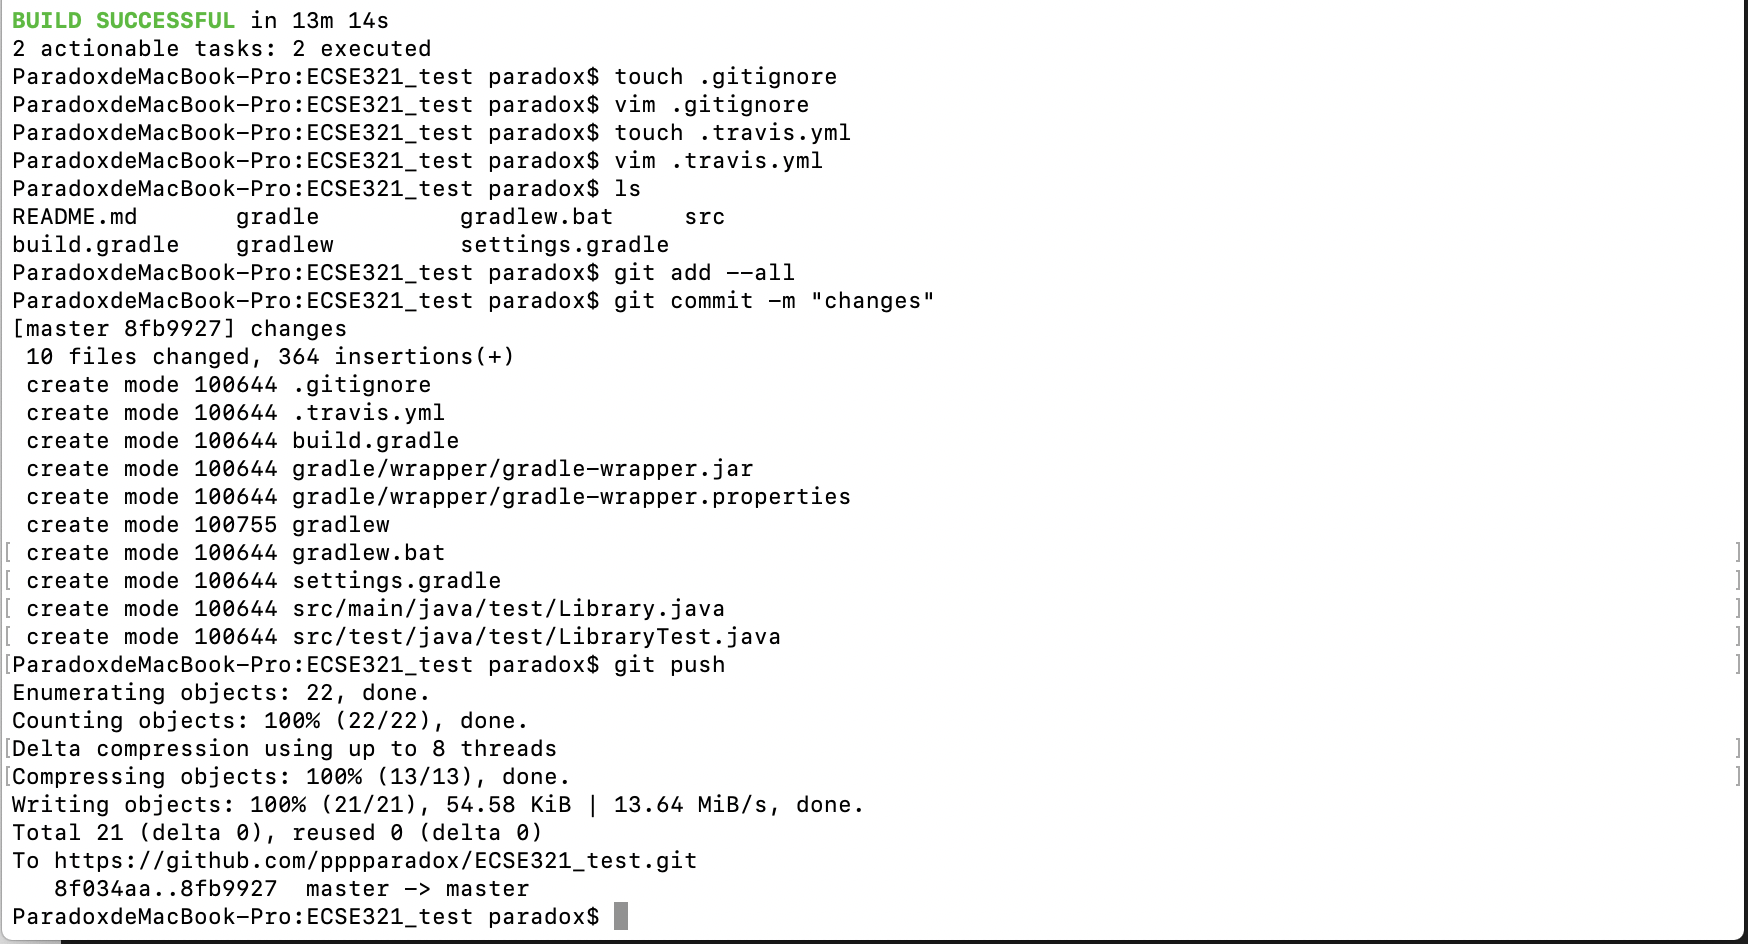 BUILD SUCCESSFUL in 13m 14s
2 actionable tasks: 2 executed
ParadoxdeMacBook-Pro:ECSE321_test paradox$ touch .gitignore
ParadoxdeMacBook-Pro:ECSE321_test paradox$ vim .gitignore
ParadoxdeMacBook-Pro:ECSE321_test paradox$ touch .travis.yml
ParadoxdeMacBook-Pro:ECSE321_test paradox$ vim .travis.yml
ParadoxdeMacBook-Pro:ECSE321_test paradox$ ls
README.md       gradle          gradlew.bat     src
build.gradle    gradlew         settings.gradle
ParadoxdeMacBook-Pro:ECSE321_test paradox$ git add --all
ParadoxdeMacBook-Pro:ECSE321_test paradox$ git commit -m "changes"
[master 8fb9927] changes
 10 files changed, 364 insertions(+)
 create mode 100644 .gitignore
 create mode 100644 .travis.yml
 create mode 100644 build.gradle
 create mode 100644 gradle/wrapper/gradle-wrapper.jar
 create mode 100644 gradle/wrapper/gradle-wrapper.properties
 create mode 100755 gradlew
[ create mode 100644 gradlew.bat ]
[ create mode 100644 settings.gradle ]
[ create mode 100644 src/main/java/test/Library.java ]
[ create mode 100644 src/test/java/test/LibraryTest.java ]
[ParadoxdeMacBook-Pro:ECSE321_test paradox$ git push ]
Enumerating objects: 22, done.
Counting objects: 100% (22/22), done.
[Delta compression using up to 8 threads ]
[Compressing objects: 100% (13/13), done. ]
Writing objects: 100% (21/21), 54.58 KiB | 13.64 MiB/s, done.
Total 21 (delta 0), reused 0 (delta 0)
To https://github.com/pppparadox/ECSE321_test.git
   8f034aa..8fb9927  master -> master
ParadoxdeMacBook-Pro:ECSE321_test paradox$